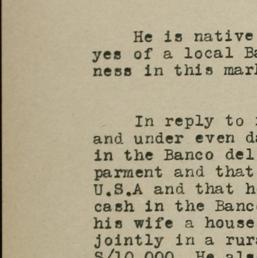 He is native
yes of a local Ba
ness in this mar
In reply to
and under even da
in the Banco del
parment and that
U.S.A and that h
cash in the Banc
his wife a house
jointly in a rura
S/10,000. He als